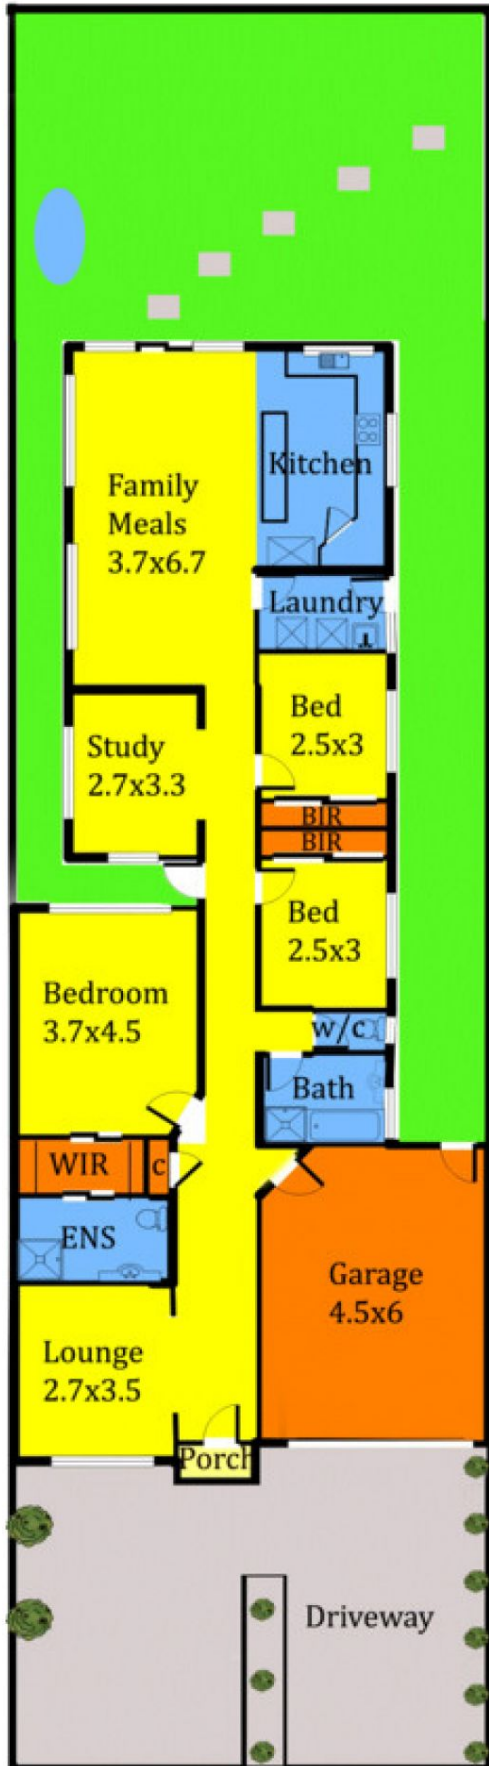 Kitchen
Family
Meals
3.7x6.7
Laundry
Bed
2.5x3
Study
2.7x3.3
BIR
BIR
Bed
2.5x3
Bedroom
3.7x4.5
w/c
Bath
WIR
c
ENS
Garage
4.5x6
Lounge
2.7x3.5
Porch
Driveway